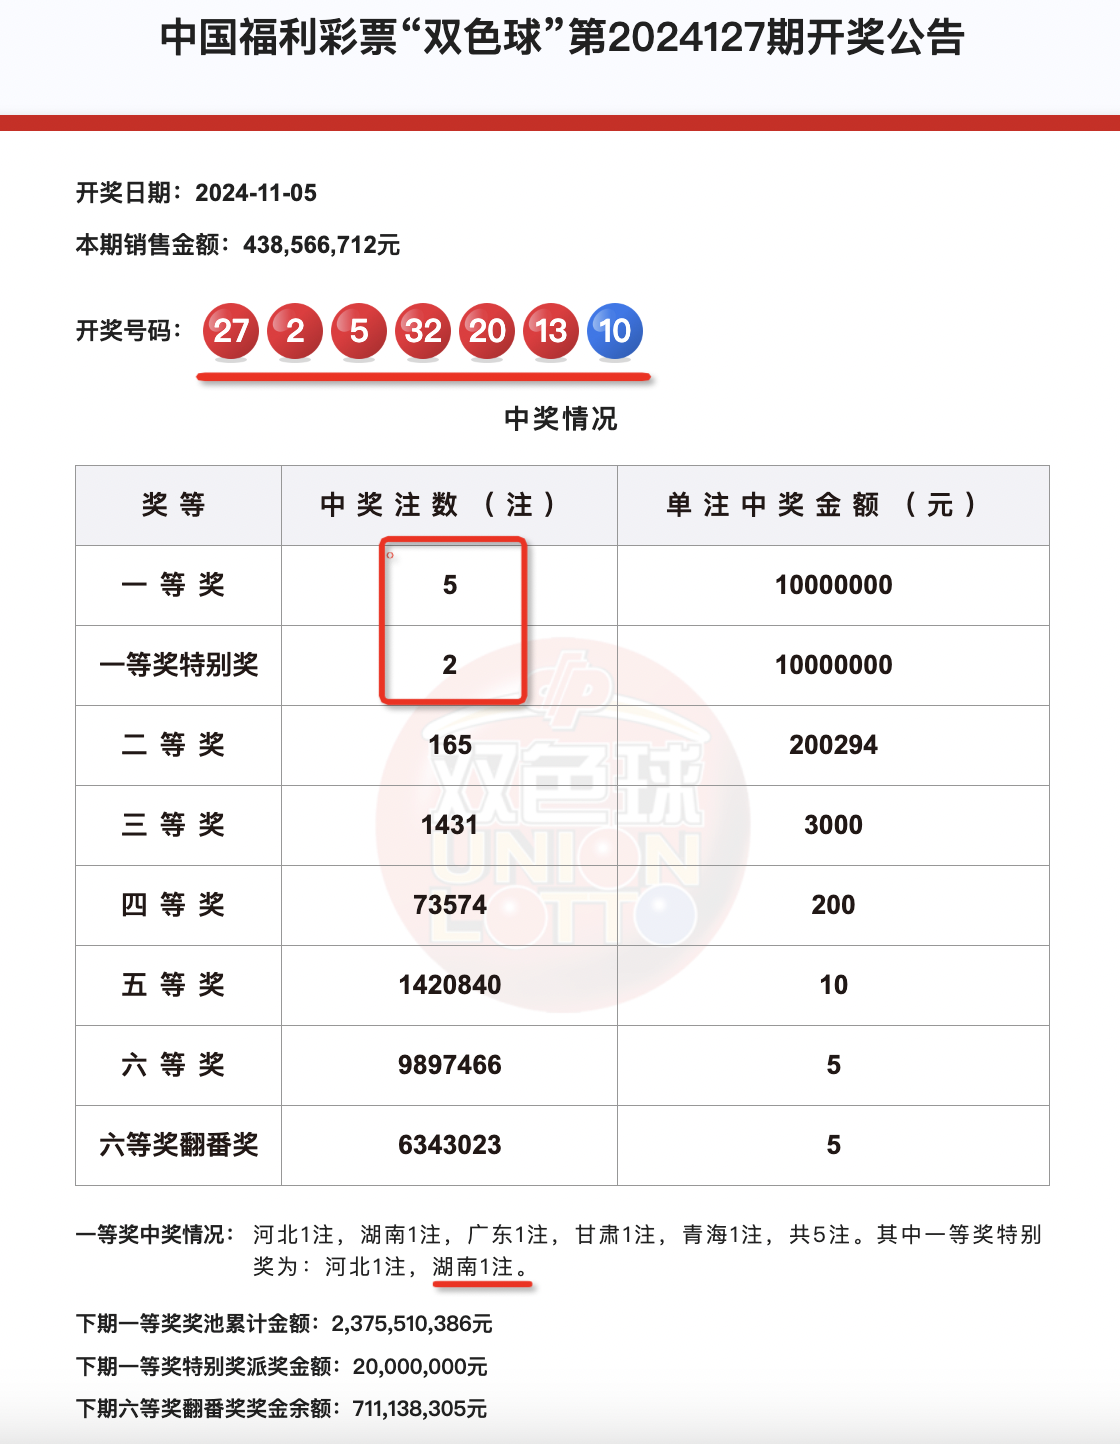 中国福利彩票“双色球”第2024127期开奖公告
开奖日期：2024-11-05
本期销售金额：438,566,712元
开奖号码：27 2 5 32 20 13 10
中奖情况
奖等 中奖注数（注） 单注中奖金额（元）
一等奖 5 10000000
一等奖特别奖 2 10000000
二等奖 165 200294
三等奖 1431 3000
四等奖 73574 200
五等奖 1420840 10
六等奖 9897466 5
六等奖翻番奖 6343023 5
双色球
UNION
LOTTO
一等奖中奖情况：河北1注，湖南1注，广东1注，甘肃1注，青海1注，共5注。其中一等奖特别
奖为：河北1注，湖南1注。
下期一等奖奖池累计金额：2,375,510,386元
下期一等奖特别奖派奖金额：20,000,000元
下期六等奖翻番奖奖金余额：711,138,305元